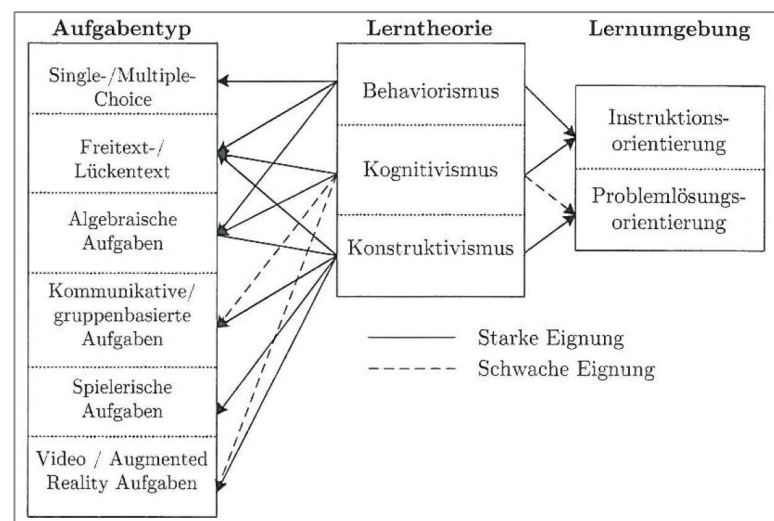 Aufgabentyp
Single-/Multiple-
Choice
Freitext-/
Lückentext
Algebraische
Aufgaben
Kommunikative/
gruppenbasierte
Aufgaben
Spielerische
Aufgaben
Video / Augmented
Reality Aufgaben
Lerntheorie
Behaviorismus
Kognitivismus
Konstruktivismus
Lernumgebung
Instruktions-
orientierung
Problemlösungs-
orientierung
Starke Eignung
Schwache Eignung